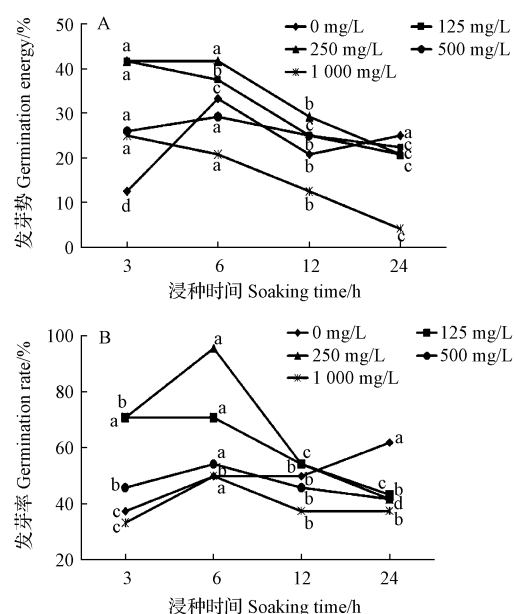 A
0 mg/L
125 mg/L
250 mg/L
500 mg/L
1 000 mg/L
50
40
30
20
10
0
发芽势 Germination energy/%
a
a
a
b
a
c
b
c
a
a
b
c
c
a
a
b
b
d
c
3
6
12
24
浸种时间 Soaking time/h
B
0 mg/L
125 mg/L
250 mg/L
500 mg/L
1 000 mg/L
100
80
60
40
20
发芽率 Germination rate/%
a
b
a
a
a
c
a
b
b
b
c
b
c
a
b
d
c
b
b
3
6
12
24
浸种时间 Soaking time/h